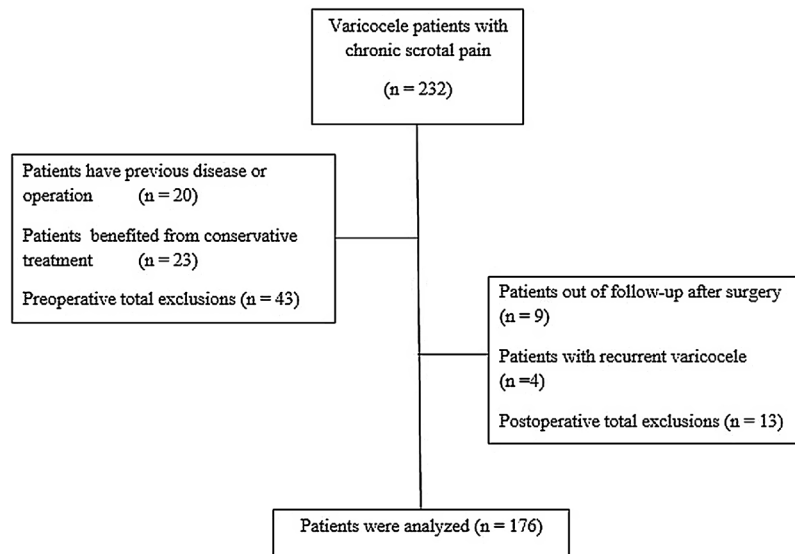 Varicocele patients with
chronic scrotal pain
(n = 232)
Patients have previous disease or
operation (n = 20)
Patients benefited from conservative
treatment (n = 23)
Preoperative total exclusions (n = 43)
Patients out of follow-up after surgery
(n = 9)
Patients with recurrent varicocele
(n =4)
Postoperative total exclusions (n = 13)
Patients were analyzed (n = 176)